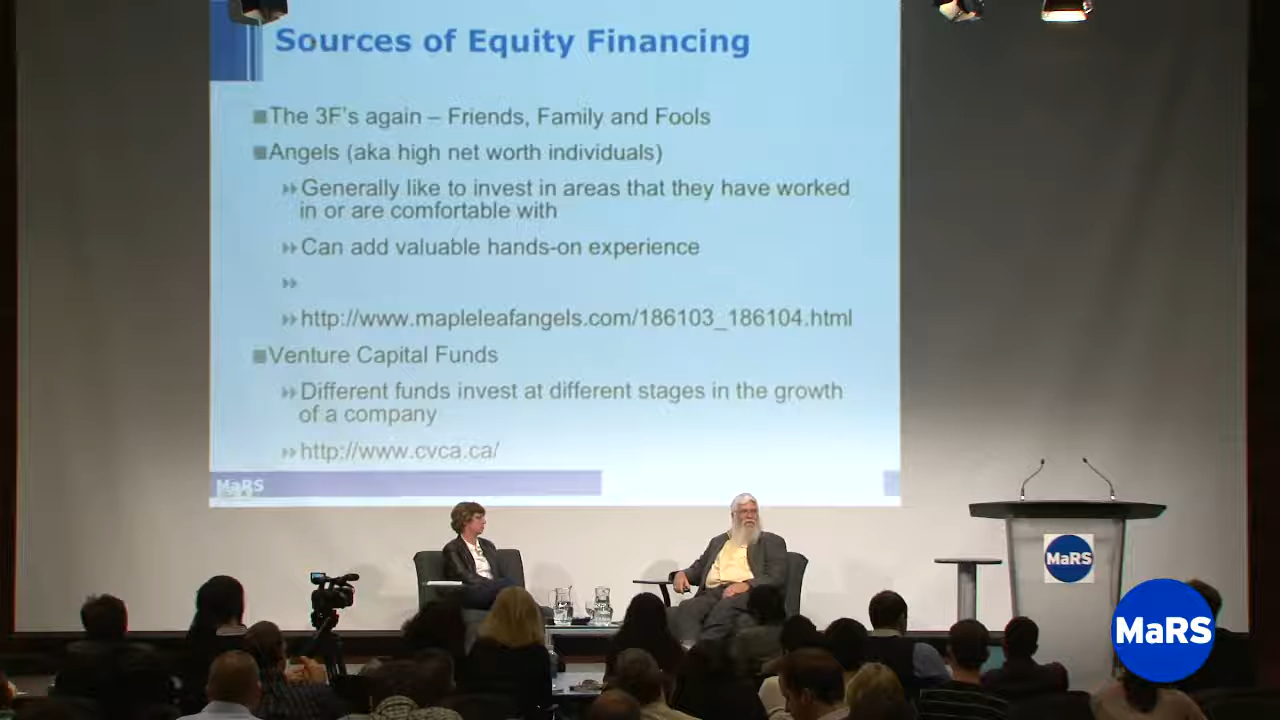 Sources of Equity Financing
The 3F's again – Friends, Family and Fools
Angels (aka high net worth individuals)
Generally like to invest in areas that they have worked
in or are comfortable with
Can add valuable hands-on experience
http://www.mapleleafangels.com/186103_186104.html
Venture Capital Funds
Different funds invest at different stages in the growth
of a company
http://www.cvca.ca/
MaRS
MaRS
MaRS